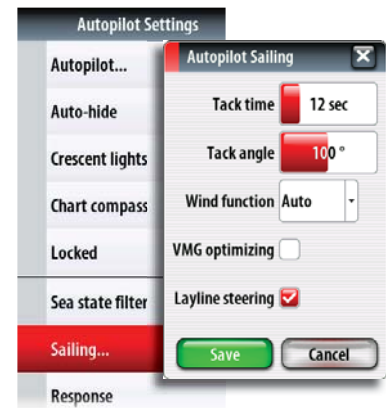 Autopilot Settings
Autopilot...
Auto-hide
Crescent lights
Chart compass
Locked
Sea state filter
Sailing...
Response
Autopilot Sailing
Tack time 12 sec
Tack angle 100 °
Wind function Auto
VMG optimizing
Layline steering
Save Cancel